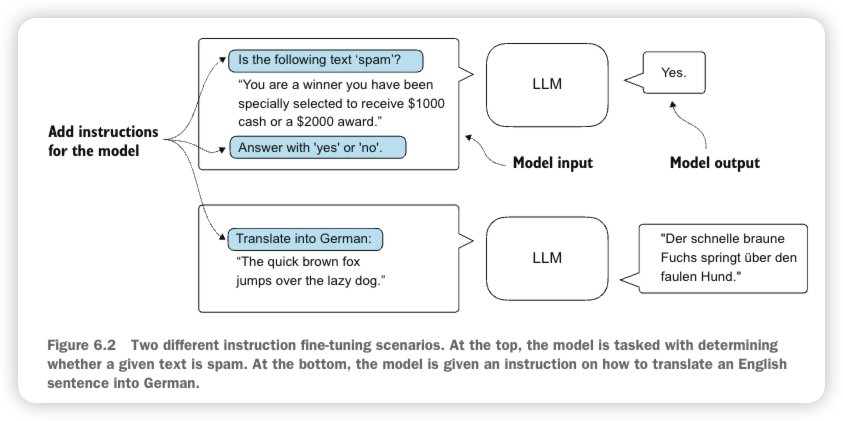 Is the following text ‘spam’?
“You are a winner you have been
specially selected to receive $1000
cash or a $2000 award.”
Answer with 'yes' or 'no'.
LLM
Yes.
Add instructions
for the model
Model input
Model output
Translate into German:
“The quick brown fox
jumps over the lazy dog.”
LLM
"Der schnelle braune
Fuchs springt über den
faulen Hund."
Figure 6.2 Two different instruction fine-tuning scenarios. At the top, the model is tasked with determining
whether a given text is spam. At the bottom, the model is given an instruction on how to translate an English
sentence into German.